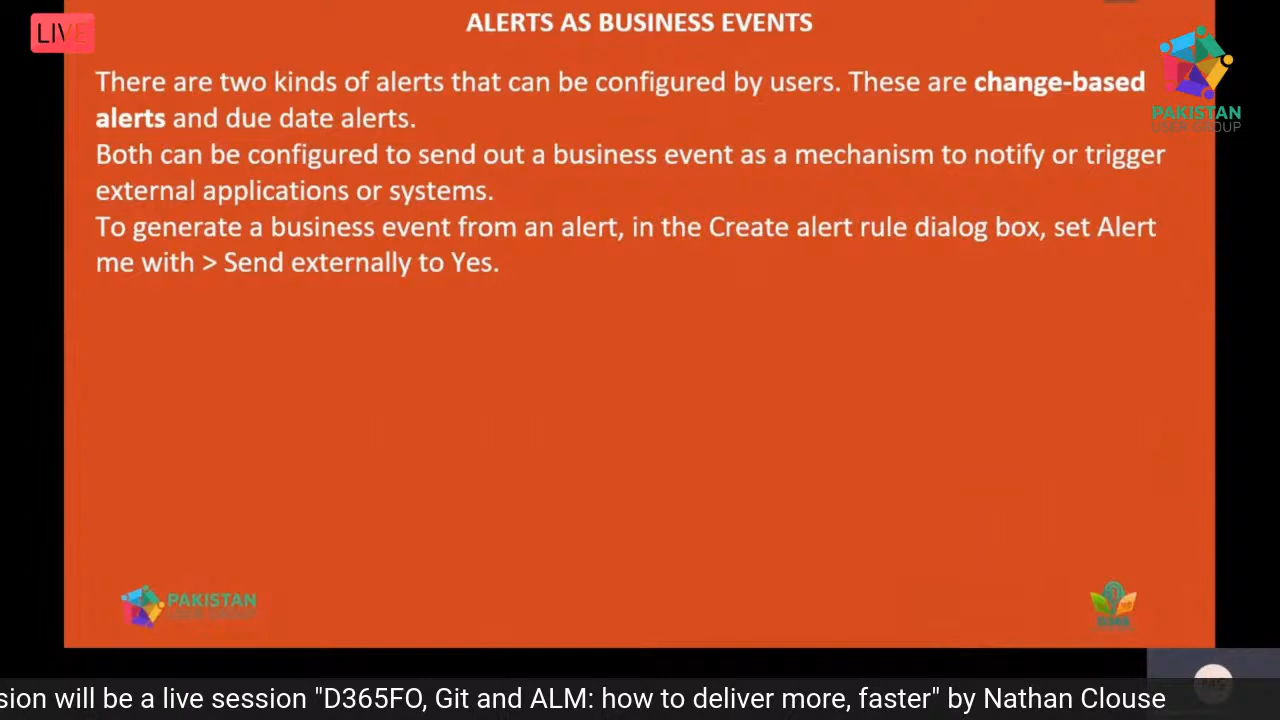 ALERTS AS BUSINESS EVENTS
LIVE
There are two kinds of alerts that can be configured by users. These are change-based
alerts and due date alerts.
PAKISTAN
USER GROUP
Both can be configured to send out a business event as a mechanism to notify or trigger
external applications or systems.
To generate a business event from an alert, in the Create alert rule dialog box, set Alert
me with > Send externally to Yes.
PAKISTAN
USER GROUP
sion will be a live session "D365FO, Git and ALM: how to deliver more, faster" by Nathan Clouse